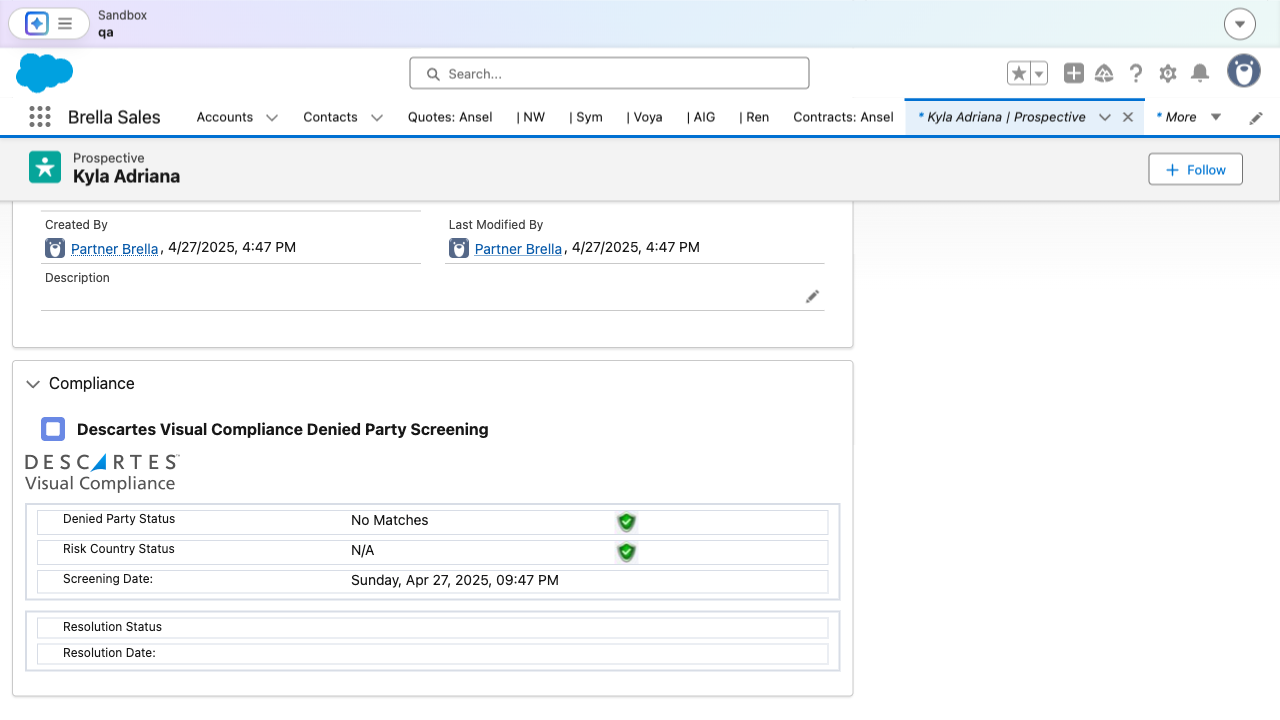 Sandbox
qa
Search...
Brella Sales
Accounts
Contacts
Quotes: Ansel
| NW
| Sym
| Voya
| AIG
| Ren
Contracts: Ansel
* Kyla Adriana | Prospective
* More
Prospective
Kyla Adriana
Follow
Created By
Last Modified By
Partner Brella, 4/27/2025, 4:47 PM
Partner Brella, 4/27/2025, 4:47 PM
Description
Compliance
Descartes Visual Compliance Denied Party Screening
DESCARTES™
Visual Compliance
Denied Party Status
No Matches
Risk Country Status
N/A
Screening Date:
Sunday, Apr 27, 2025, 09:47 PM
Resolution Status
Resolution Date: